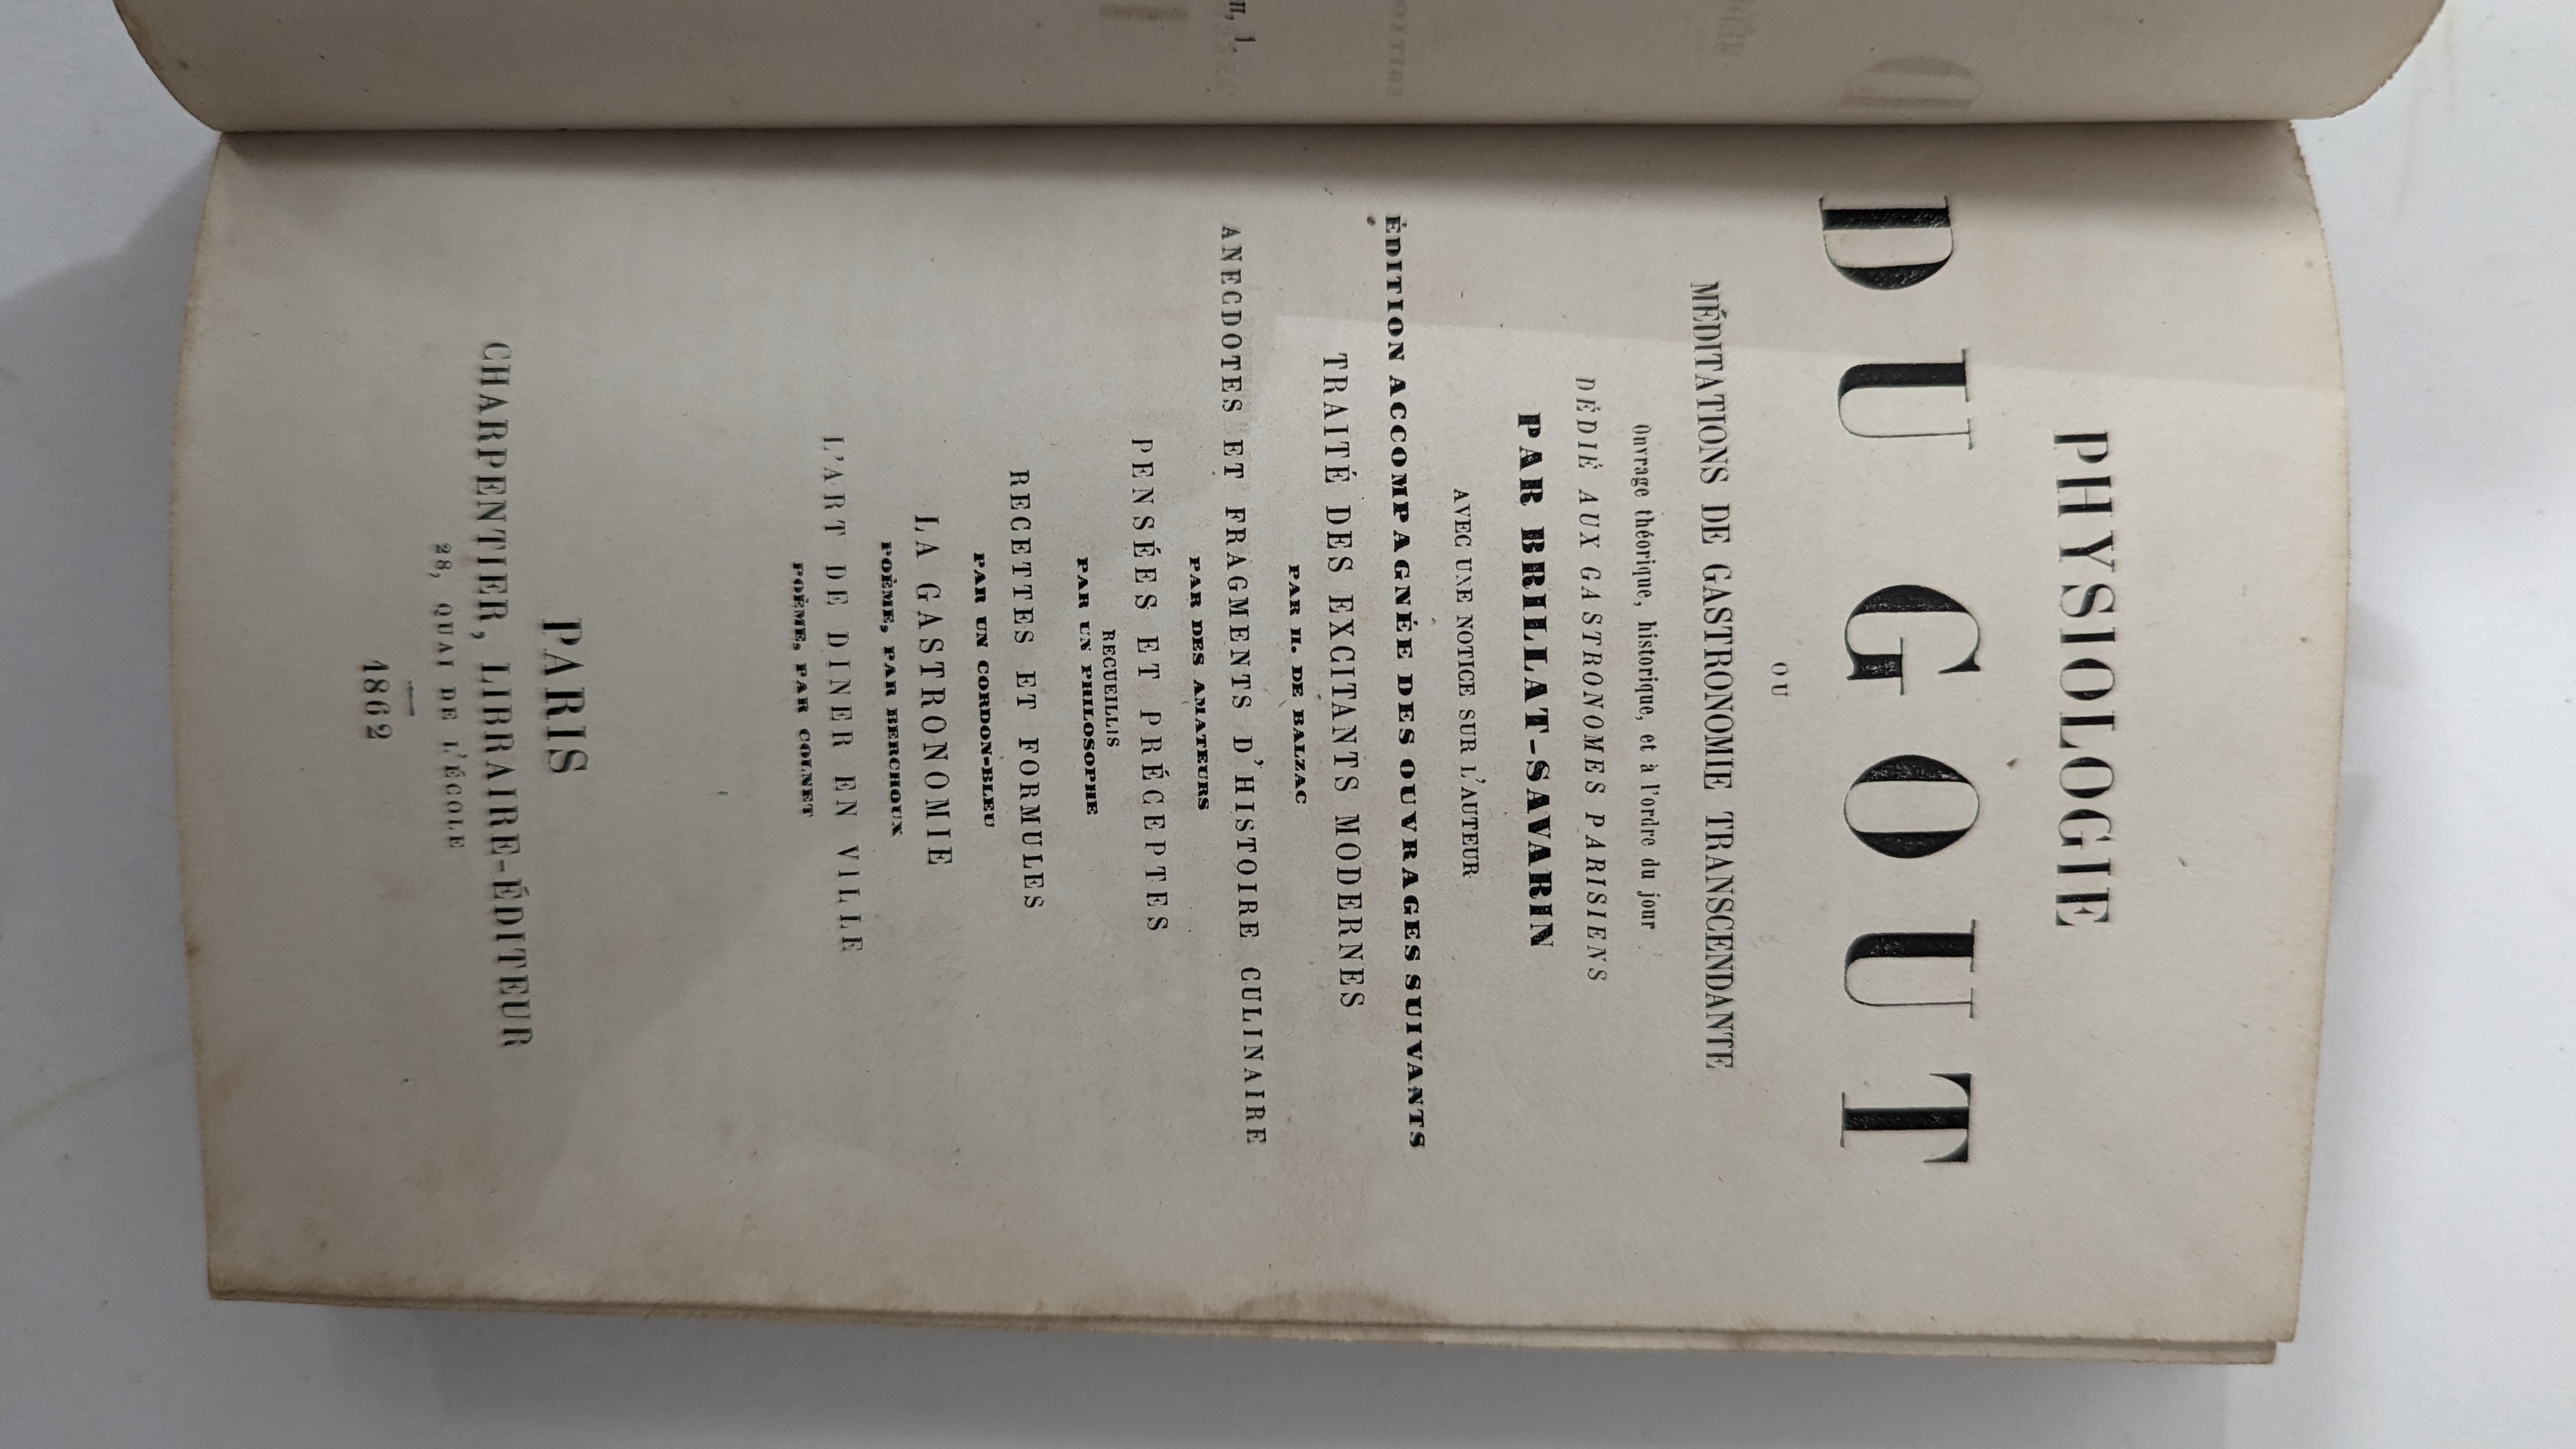 PHYSIOLOGIE
DU GOUT
OU
MÉDITATIONS DE GASTRONOMIE TRANSCENDANTE
Ouvrage théorique, historique, et à l'ordre du jour
DÉDIÉ AUX GASTRONOMES PARISIENS
PAR BRILLAT-SAVARIN
AVEC UNE NOTICE SUR L'AUTEUR
ÉDITION ACCOMPAGNÉE DES OUVRAGES SUIVANTS
TRAITÉ DES EXCITANTS MODERNES
PAR H. DE BALZAC
ANECDOTES ET FRAGMENTS D'HISTOIRE CULINAIRE
PAR DES AMATEURS
PENSÉES ET PRÉCEPTES
RECUEILLIS
PAR UN PHILOSOPHE
RECETTES ET FORMULES
PAR UN CORDON-BLEU
LA GASTRONOMIE
POÈME, PAR BERCHOUX
L'ART DE DINER EN VILLE
POÈME, PAR COLNET
PARIS
CHARPENTIER, LIBRAIRE-ÉDITEUR
28, QUAI DE L'ÉCOLE
1862